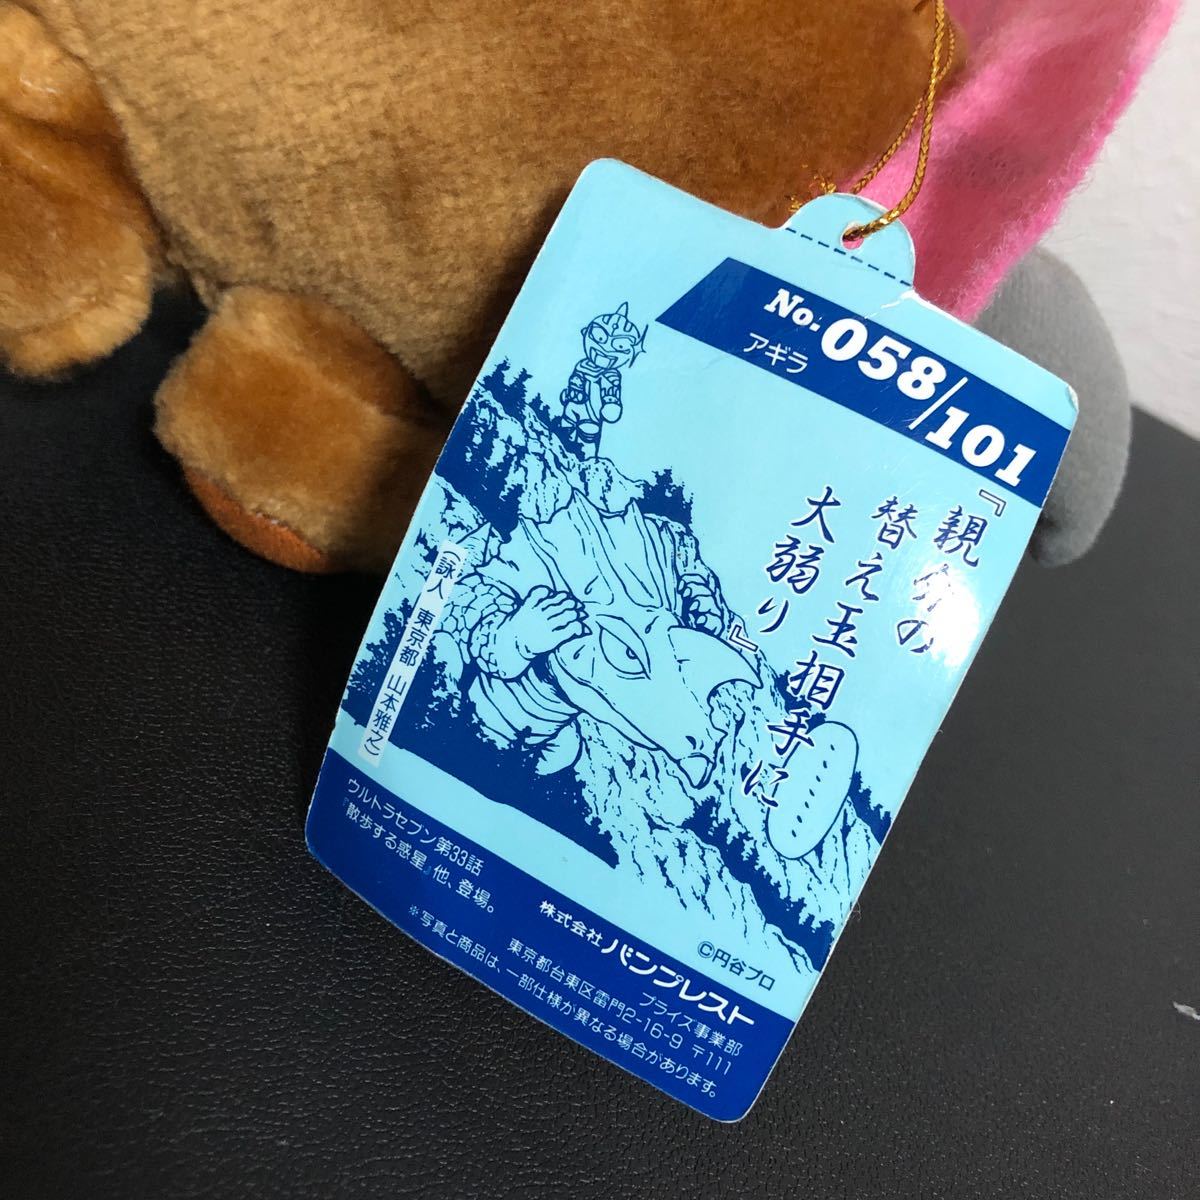 No. 058/101
アギラ
『親分の
替え玉相手に
大弱り』
………
(詠人 東京都 山本雅之)
ウルトラセブン第33話
『散歩する惑星』他、登場。
©円谷プロ
株式会社 バンプレスト
プライズ事業部
東京都台東区雷門2-16-9 〒111
※写真と商品は、一部仕様が異なる場合があります。